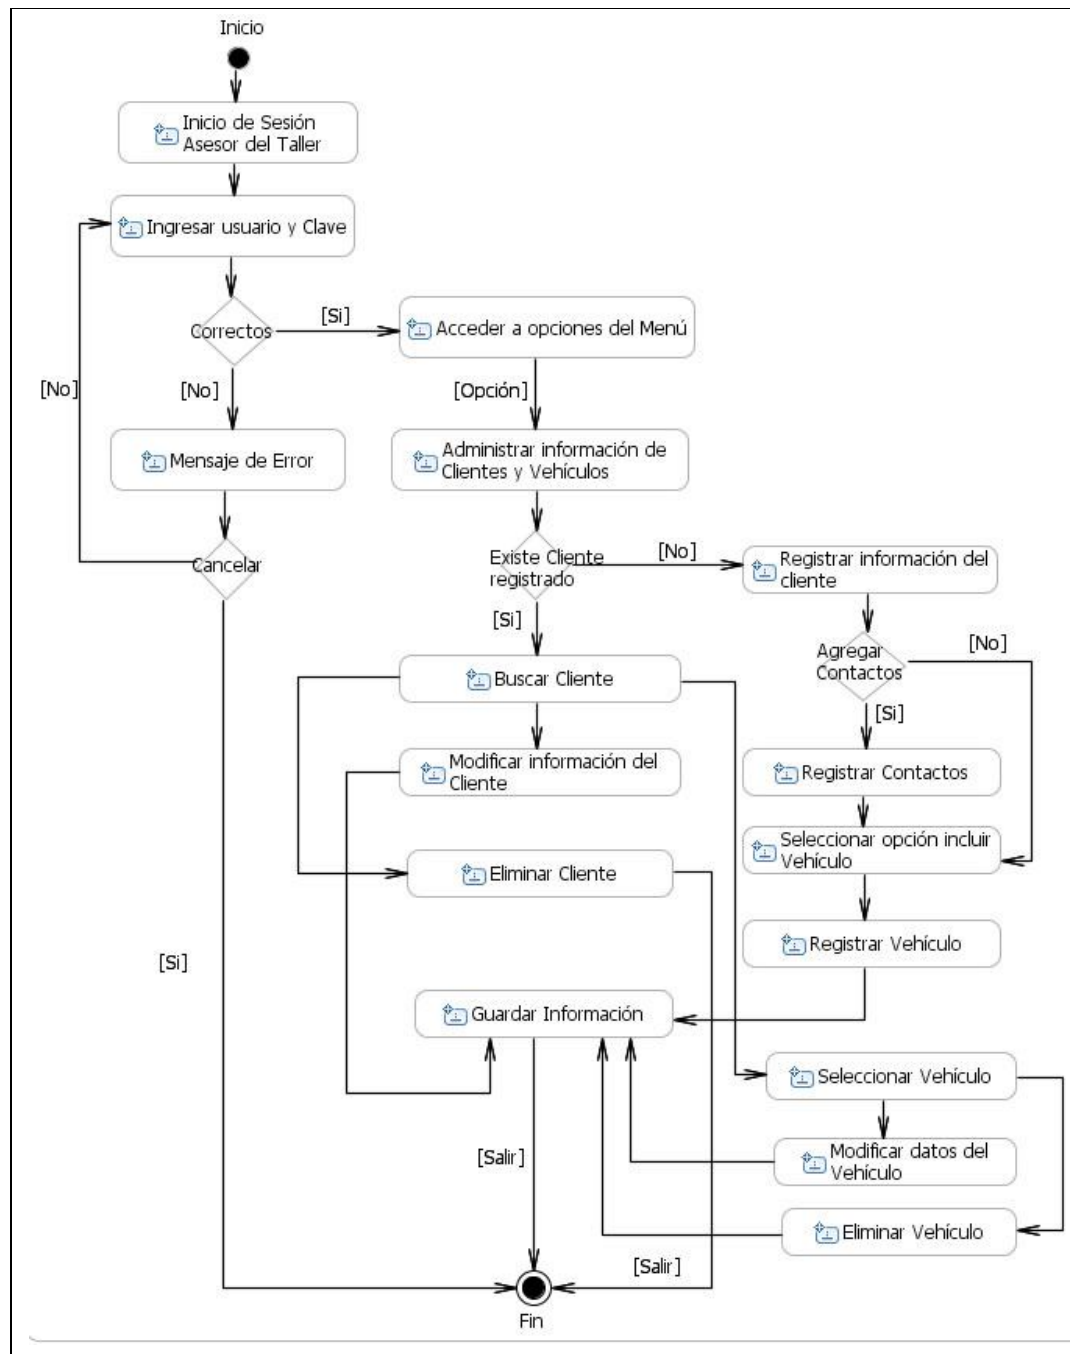 Inicio
Inicio de Sesión
Asesor del Taller
Ingresar usuario y Clave
Correctos
[Si]
Acceder a opciones del Menú
[No]
[No]
[Opción]
Mensaje de Error
Administrar información de
Clientes y Vehículos
Cancelar
Existe Cliente
registrado
[No]
Registrar información del
cliente
[Si]
Agregar
Contactos
[No]
Buscar Cliente
[Si]
Modificar información del
Cliente
Registrar Contactos
Seleccionar opción incluir
Vehículo
Eliminar Cliente
Registrar Vehículo
[Si]
Guardar Información
Seleccionar Vehículo
[Salir]
Modificar datos del
Vehículo
Eliminar Vehículo
[Salir]
Fin